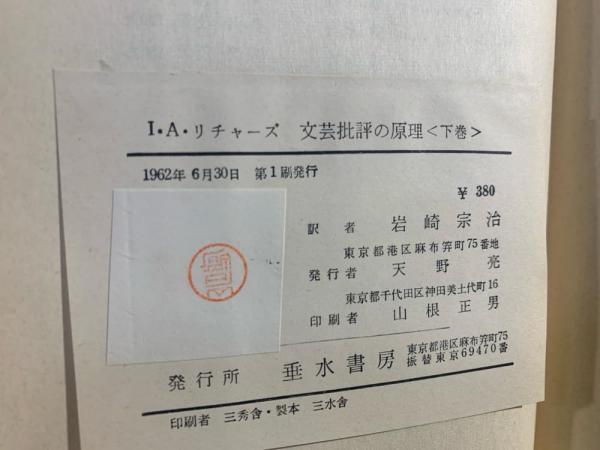 I・A・リチャーズ 文芸批評の原理<下巻>
1962年 6月30日 第1刷発行
¥ 380
訳者 岩崎宗治
東京都港区麻布笄町75番地
発行者 天野亮
東京都千代田区神田美土代町16
印刷者 山根正男
発行所 垂水書房 東京都港区麻布笄町75
振替東京69470番
印刷者 三秀舎・製本 三水舎